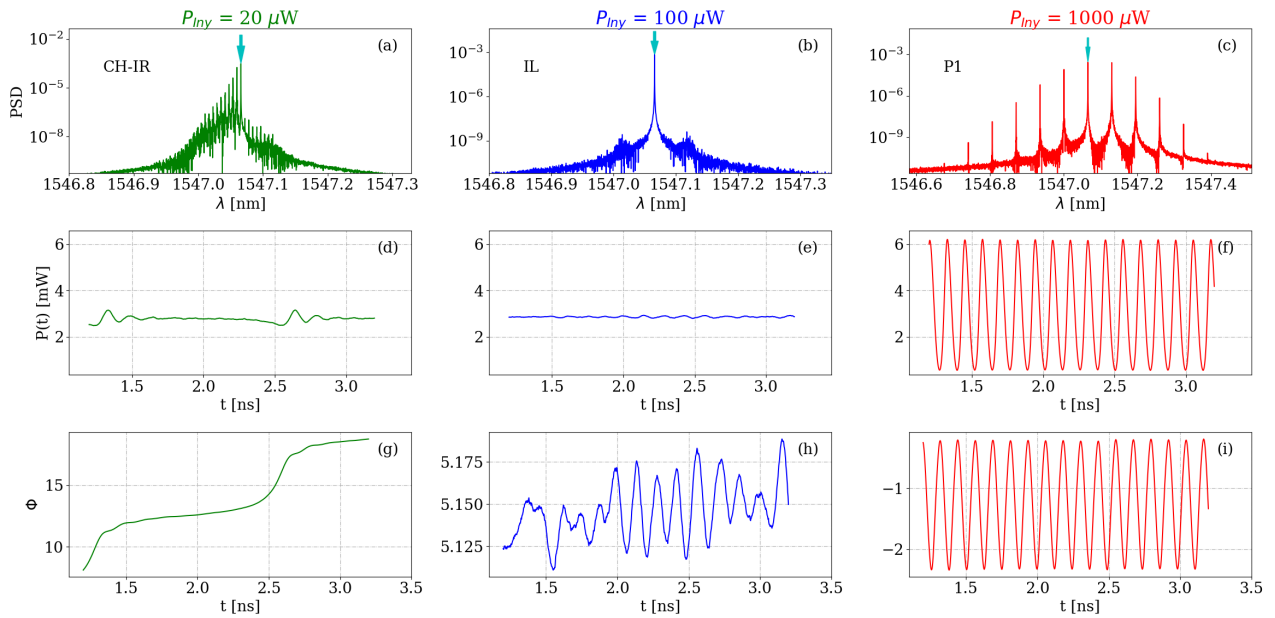 P_Iny = 20 μW
P_Iny = 100 μW
P_Iny = 1000 μW
(a)
CH-IR
PSD
10⁻²
10⁻⁵
10⁻⁸
1546.8 1546.9 1547.0 1547.1 1547.2 1547.3
λ [nm]
(b)
IL
10⁻³
10⁻⁶
10⁻⁹
1546.8 1546.9 1547.0 1547.1 1547.2 1547.3
λ [nm]
(c)
P1
10⁻³
10⁻⁶
10⁻⁹
1546.6 1546.8 1547.0 1547.2 1547.4
λ [nm]
(d)
P(t) [mW]
6
4
2
1.5 2.0 2.5 3.0
t [ns]
(e)
6
4
2
1.5 2.0 2.5 3.0
t [ns]
(f)
6
4
2
1.5 2.0 2.5 3.0
t [ns]
(g)
Φ
15
10
1.5 2.0 2.5 3.0 3.5
t [ns]
(h)
5.175
5.150
5.125
1.5 2.0 2.5 3.0 3.5
t [ns]
(i)
−1
−2
1.5 2.0 2.5 3.0 3.5
t [ns]